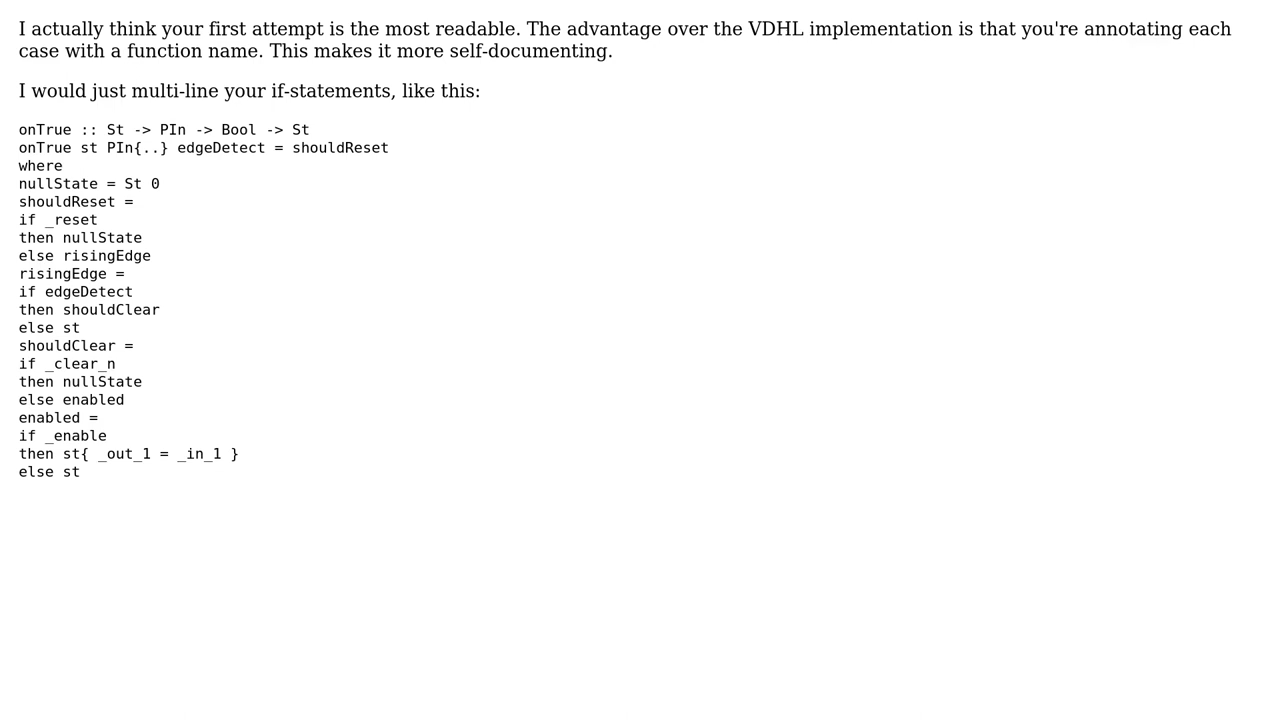 I actually think your first attempt is the most readable. The advantage over the VDHL implementation is that you're annotating each
case with a function name. This makes it more self-documenting.
I would just multi-line your if-statements, like this:
onTrue :: St -> PIn -> Bool -> St
onTrue st PIn{..} edgeDetect = shouldReset
where
nullState = St 0
shouldReset =
if _reset
then nullState
else risingEdge
risingEdge =
if edgeDetect
then shouldClear
else st
shouldClear =
if _clear_n
then nullState
else enabled
enabled =
if _enable
then st{ _out_1 = _in_1 }
else st